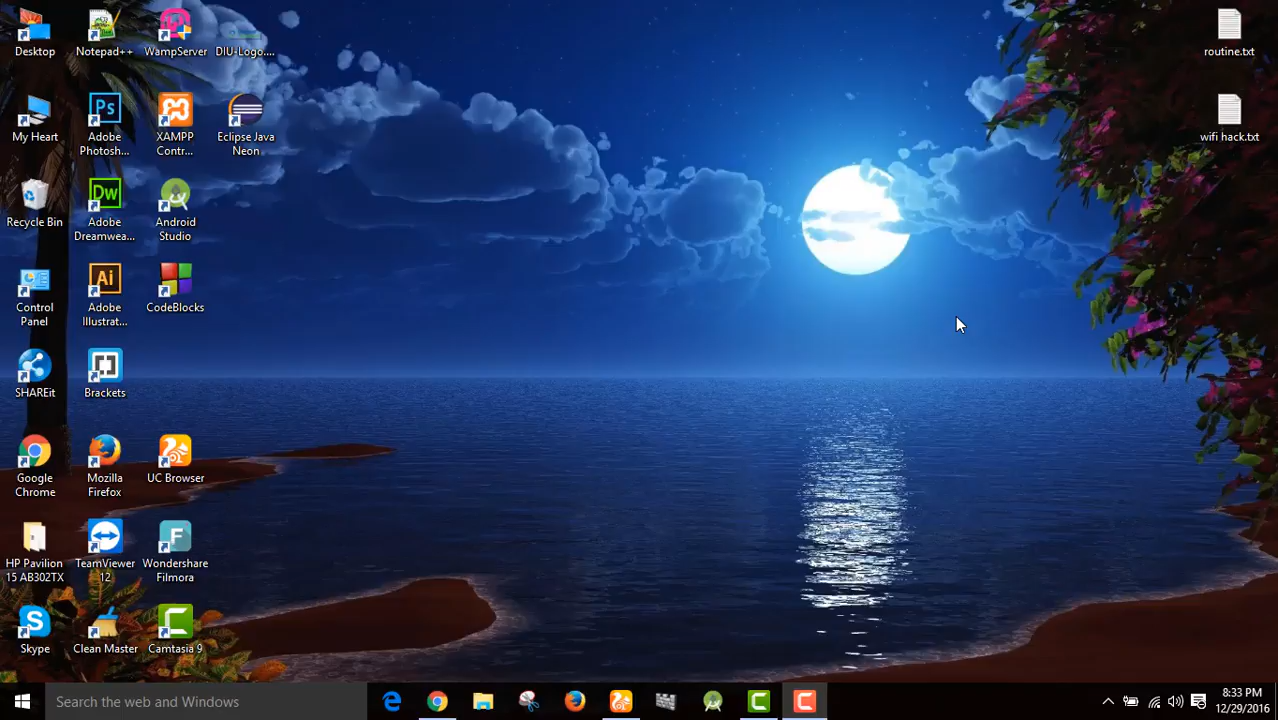 Desktop
Notepad++
WampServer
DIU-Logo....
routine.txt
My Heart
Ps
Adobe
Photosh...
XAMPP
Contr...
Eclipse Java
Neon
wifi hack.txt
Recycle Bin
Dw
Adobe
Dreamwea...
Android
Studio
Control
Panel
Ai
Adobe
Illustrat...
CodeBlocks
SHAREit
Brackets
Google
Chrome
Mozilla
Firefox
UC Browser
HP Pavilion
15 AB302TX
TeamViewer
12
F
Wondershare
Filmora
Skype
Clean Master
Camtasia 9
Search the web and Windows
8:33 PM
12/29/2016